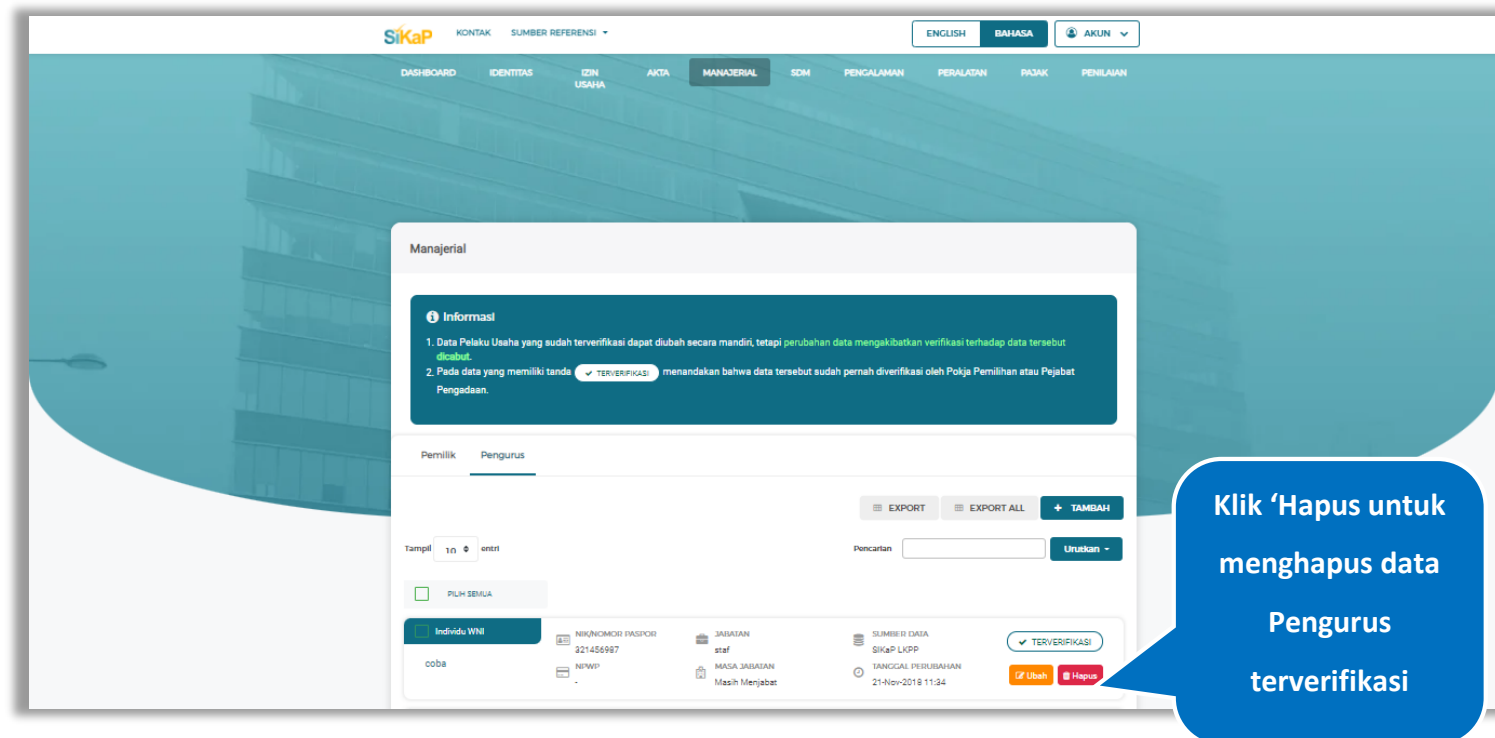 SiKaP
KONTAK SUMBER REFERENSI
ENGLISH BAHASA AKUN
DASHBOARD IDENTITAS IZIN USAHA AKTA MANAJERIAL SDM PENGALAMAN PERALATAN PAJAK PENILAIAN
Manajerial
Informasi
1. Data Pelaku Usaha yang sudah terverifikasi dapat diubah secara mandiri, tetapi perubahan data mengakibatkan verifikasi terhadap data tersebut
dicabut.
2. Pada data yang memiliki tanda TERVERIFIKASI menandakan bahwa data tersebut sudah pernah diverifikasi oleh Pokja Pemilihan atau Pejabat
Pengadaan.
Pemilik Pengurus
EXPORT EXPORT ALL + TAMBAH
Tampil 10 entri
Pencarian Urutkan
PILIH SEMUA
Individu WNI
coba
NIK/NOMOR PASPOR
321456987
NPWP
-
JABATAN
staf
MASA JABATAN
Masih Menjabat
SUMBER DATA
SIKaP LKPP
TANGGAL PERUBAHAN
21-Nov-2018 11:34
TERVERIFIKASI
Ubah Hapus
Klik ‘Hapus untuk
menghapus data
Pengurus
terverifikasi